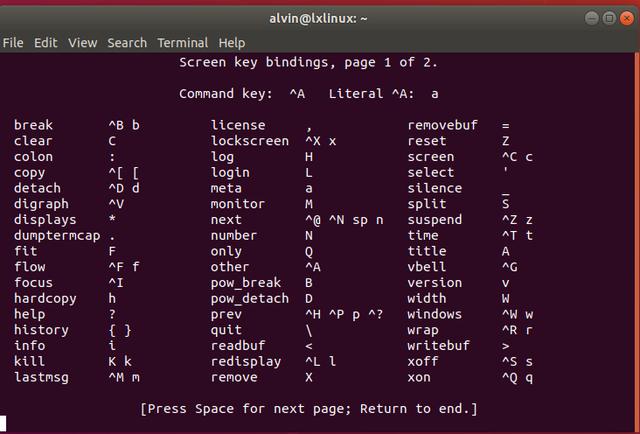 alvin@lxlinux: ~
File Edit View Search Terminal Help
Screen key bindings, page 1 of 2.
Command key: ^A Literal ^A: a
break ^B b license , removebuf =
clear C lockscreen ^X x reset Z
colon : log H screen ^C c
copy ^[ [ login L select '
detach ^D d meta a silence _
digraph ^V monitor M split S
displays * next ^@ ^N sp n suspend ^Z z
dumptermcap . number N time ^T t
fit F only Q title A
flow ^F f other ^A vbell ^G
focus ^I pow_break B version v
hardcopy h pow_detach D width W
help ? prev ^H ^P p ^? windows ^W w
history { } quit \ wrap ^R r
info i readbuf < writebuf >
kill K k redisplay ^L l xoff ^S s
lastmsg ^M m remove X xon ^Q q
[Press Space for next page; Return to end.]